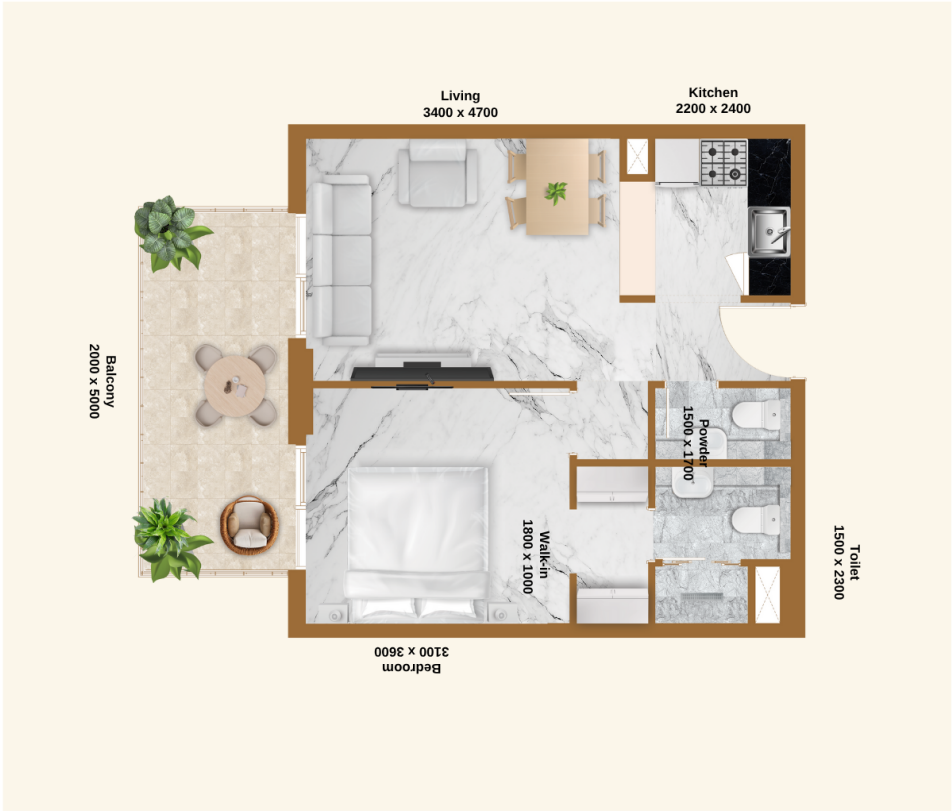 Living
3400 x 4700
Kitchen
2200 x 2400
Balcony
2000 x 5000
Powder
1500 x 1700
Walk-in
1800 x 1000
Toilet
1500 x 2300
Bedroom
3100 x 3600